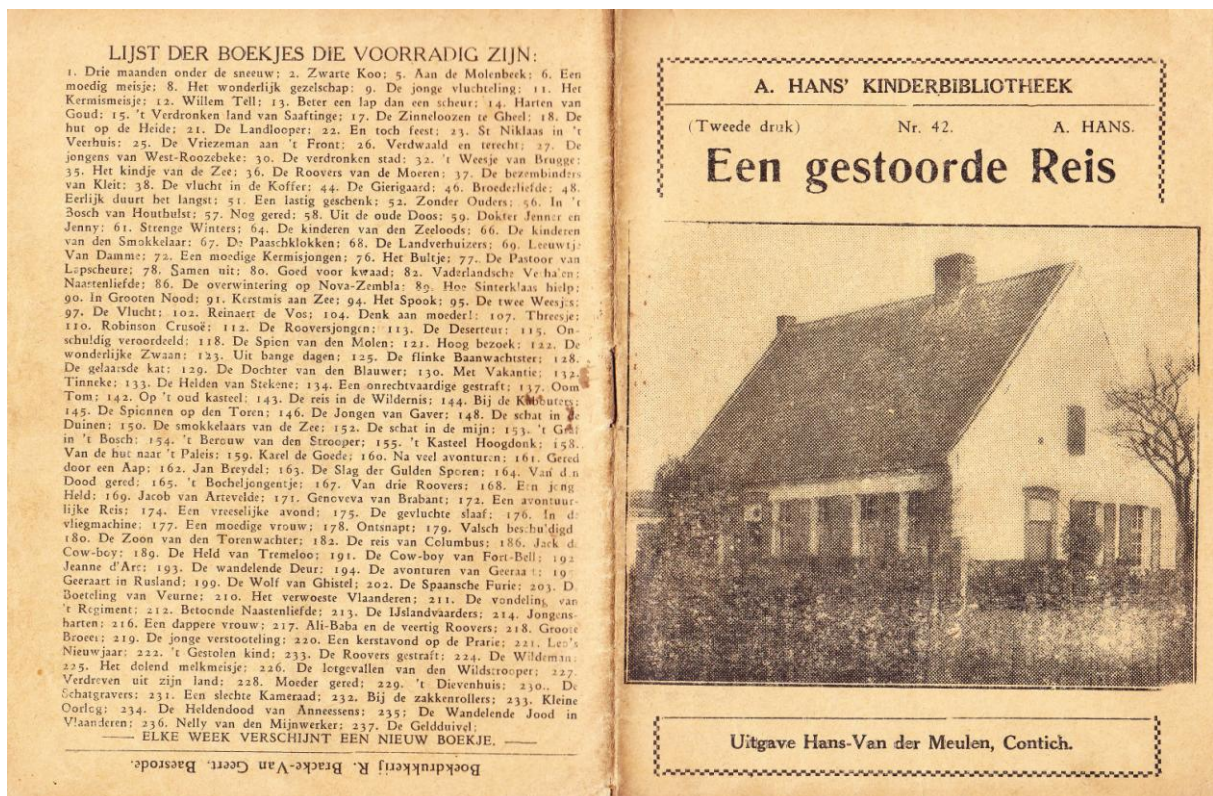 LIJST DER BOEKJES DIE VOORRADIG ZIJN:
1. Drie maanden onder de sneeuw; 2. Zwarte Koo; 5. Aan de Molenbeek; 6. Een
moedig meisje; 8. Het wonderlijk gezelschap; 9. De jonge vluchteling; 11. Het
Kermismeisje; 12. Willem Tell; 13. Beter een lap dan een scheur; 14. Harten van
Goud; 15. 't Verdronken land van Saaftinge; 17. De Zinneloozen te Gheel; 18. De
hut op de Heide; 21. De Landlooper; 22. En toch feest; 23. St Niklaas in 't
Veerhuis; 25. De Vriezeman aan 't Front; 26. Verdwaald en terecht; 27. De
jongens van West-Roozebeke; 30. De verdronken stad; 32. 't Weesje van Brugge;
35. Het kindje van de Zee; 36. De Roovers van de Moeren; 37. De bezembinders
van Kleit; 38. De vlucht in de Koffer; 44. De Gierigaard; 46. Broederliefde; 48.
Eerlijk duurt het langst; 51. Een lastig geschenk; 52. Zonder Ouders; 56. In 't
Bosch van Houthulst; 57. Nog gered; 58. Uit de oude Doos; 59. Dokter Jenner en
Jenny; 61. Strenge Winters; 64. De kinderen van den Zeeloods; 66. De kinderen
van den Smokkelaar; 67. De Paaschklokken; 68. De Landverhuizers; 69. Leeuwtje
Van Damme; 72. Een moedige Kermisjongen; 76. Het Bultje; 77. De Pastoor van
Lapscheure; 78. Samen uit; 80. Goed voor kwaad; 82. Vaderlandsche Verhalen;
Naastenliefde; 86. De overwintering op Nova-Zembla; 89. Hoe Sinterklaas hielp;
90. In Grooten Nood; 91. Kerstmis aan Zee; 94. Het Spook; 95. De twee Weesjes;
97. De Vlucht; 102. Reinaert de Vos; 104. Denk aan moeder!; 107. Threesje;
110. Robinson Crusoë; 112. De Rooversjongen; 113. De Deserteur; 115. On-
schuldig veroordeeld; 118. De Spion van den Molen; 121. Hoog bezoek; 122. De
wonderlijke Zwaan; 123. Uit bange dagen; 125. De flinke Baanwachtster; 128.
De gelaarsde kat; 129. De Dochter van den Blauwer; 130. Met Vakantie; 132.
Tinneke; 133. De Helden van Stekene; 134. Een onrechtvaardige gestraft; 137. Oom
Tom; 142. Op 't oud kasteel; 143. De reis in de Wildernis; 144. Bij de Kabouters;
145. De Spionnen op den Toren; 146. De Jongen van Gaver; 148. De schat in de
Duinen; 150. De smokkelaars van de Zee; 152. De schat in de mijn; 153. 't Graf
in 't Bosch; 154. 't Berouw van den Strooper; 155. 't Kasteel Hoogdonk; 158.
Van de hut naar 't Paleis; 159. Karel de Goede; 160. Na veel avonturen; 161. Gered
door een Aap; 162. Jan Breydel; 163. De Slag der Gulden Sporen; 164. Van den
Dood gered; 165. 't Bocheljongentje; 167. Van drie Roovers; 168. Een jong
Held; 169. Jacob van Artevelde; 171. Genoveva van Brabant; 172. Een avontuur-
lijke Reis; 174. Een vreeselijke avond; 175. De gevluchte slaaf; 176. In d
vliegmachine; 177. Een moedige vrouw; 178. Ontsnapt; 179. Valsch beschuldigd
180. De Zoon van den Torenwachter; 182. De reis van Columbus; 186. Jack d
Cow-boy; 189. De Held van Tremeloo; 191. De Cow-boy van Fort-Bell; 192
Jeanne d'Arc; 193. De wandelende Deur; 194. De avonturen van Geeraart; 19
Geeraart in Rusland; 199. De Wolf van Ghistel; 202. De Spaansche Furie; 203. D
Boeteling van Veurne; 210. Het verwoeste Vlaanderen; 211. De vondeling van
't Regiment; 212. Betoonde Naastenliefde; 213. De IJslandvaarders; 214. Jongens-
harten; 216. Een dappere vrouw; 217. Ali-Baba en de veertig Roovers; 218. Groote
Broer; 219. De jonge verstooteling; 220. Een kerstavond op de Prarie; 221. Leo's
Nieuwjaar; 222. 't Gestolen kind; 233. De Roovers gestraft; 224. De Wildeman;
225. Het dolend melkmeisje; 226. De lotgevallen van den Wildstrooper; 227.
Verdreven uit zijn land; 228. Moeder gered; 229. 't Dievenhuis; 230. De
Schatgravers; 231. Een slechte Kameraad; 232. Bij de zakkenrollers; 233. Kleine
Oorlog; 234. De Heldendood van Anneessens; 235; De Wandelende Jood in
Vlaanderen; 236. Nelly van den Mijnwerker; 237. De Geldduivel;
—— ELKE WEEK VERSCHIJNT EEN NIEUW BOEKJE. ——
Boekdrukkerij R. Bracke-Van Geert. Baesrode.
A. HANS' KINDERBIBLIOTHEEK
(Tweede druk) Nr. 42. A. HANS.
Een gestoorde Reis
Uitgave Hans-Van der Meulen, Contich.